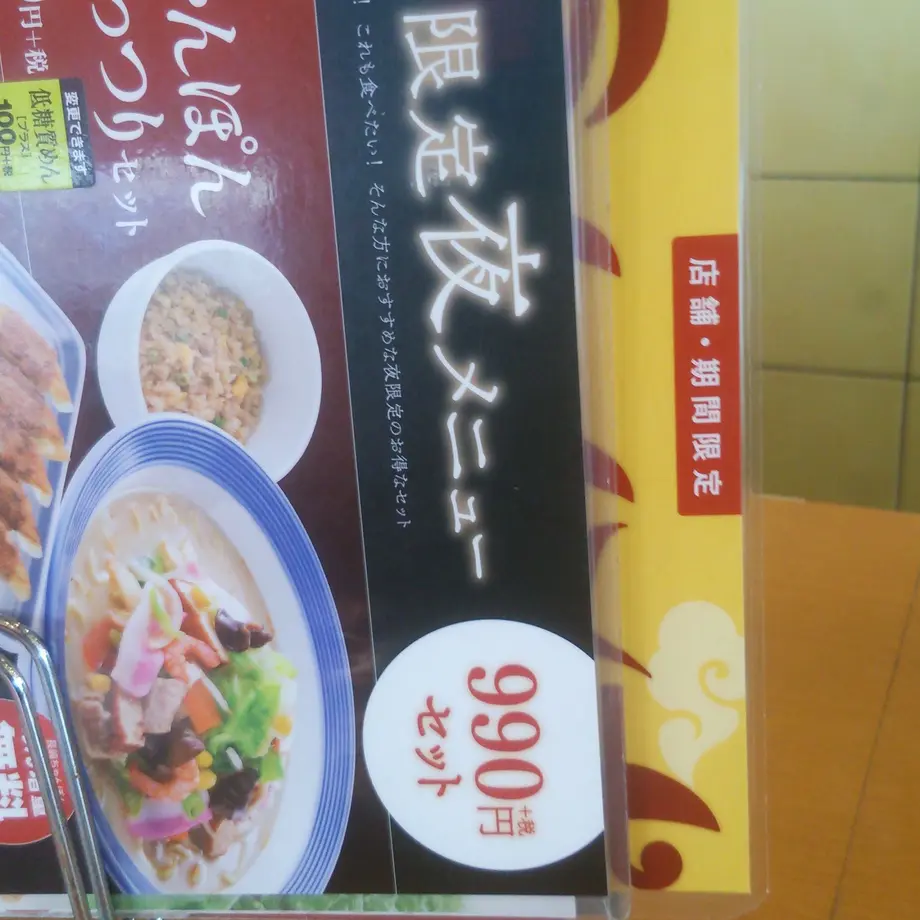 店舗・期間限定
限定夜メニュー
990円+税
セット
! これも食べたい! そんな方におすすめな夜限定のお得なセット
んぽん
つつりセット
円+税
変更できます
低糖質めん
[プラス]
100円+税
無料